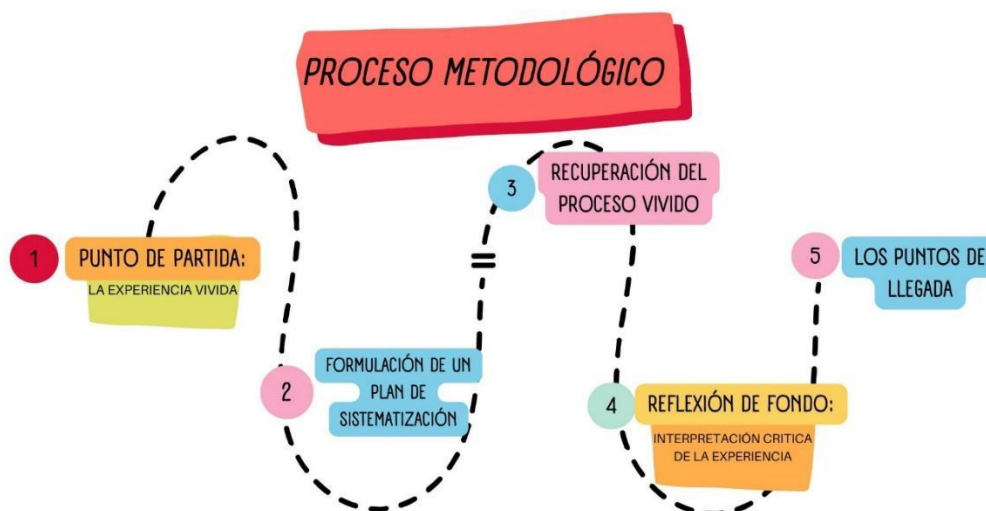 PROCESO METODOLÓGICO
1
PUNTO DE PARTIDA:
LA EXPERIENCIA VIVIDA
2
FORMULACIÓN DE UN
PLAN DE
SISTEMATIZACIÓN
3
RECUPERACIÓN DEL
PROCESO VIVIDO
4
REFLEXIÓN DE FONDO:
INTERPRETACIÓN CRITICA
DE LA EXPERIENCIA
5
LOS PUNTOS DE
LLEGADA